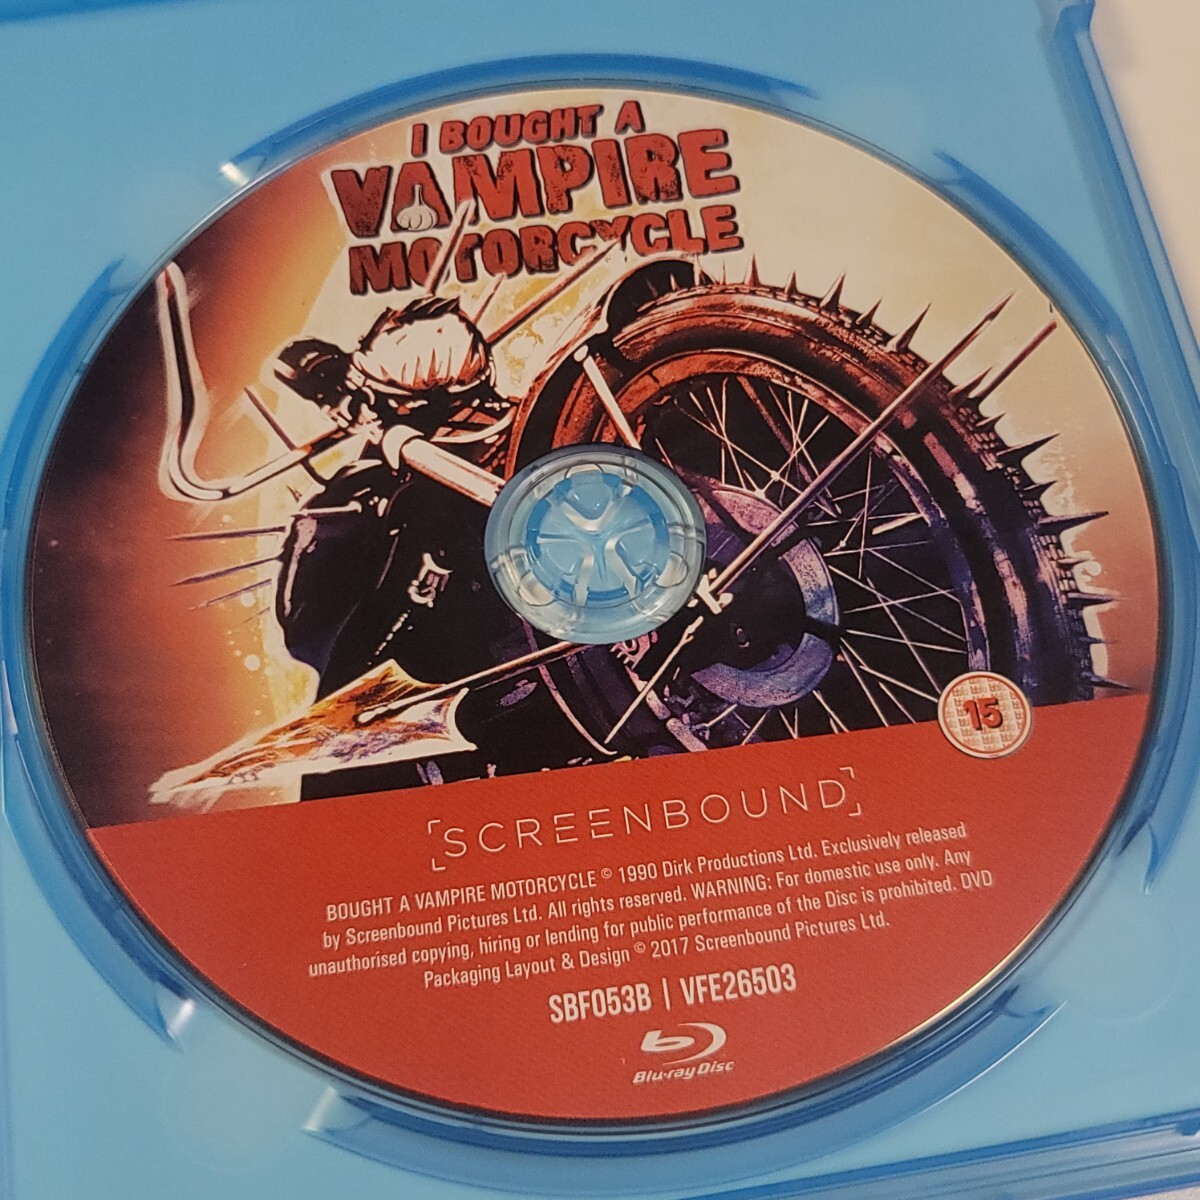 I BOUGHT A
VAMPIRE
MOTORCYCLE
15
SCREENBOUND
BOUGHT A VAMPIRE MOTORCYCLE © 1990 Dirk Productions Ltd. Exclusively released
by Screenbound Pictures Ltd. All rights reserved. WARNING: For domestic use only. Any
unauthorised copying, hiring or lending for public performance of the Disc is prohibited. DVD
Packaging Layout & Design © 2017 Screenbound Pictures Ltd.
SBF053B | VFE26503
Blu-ray Disc